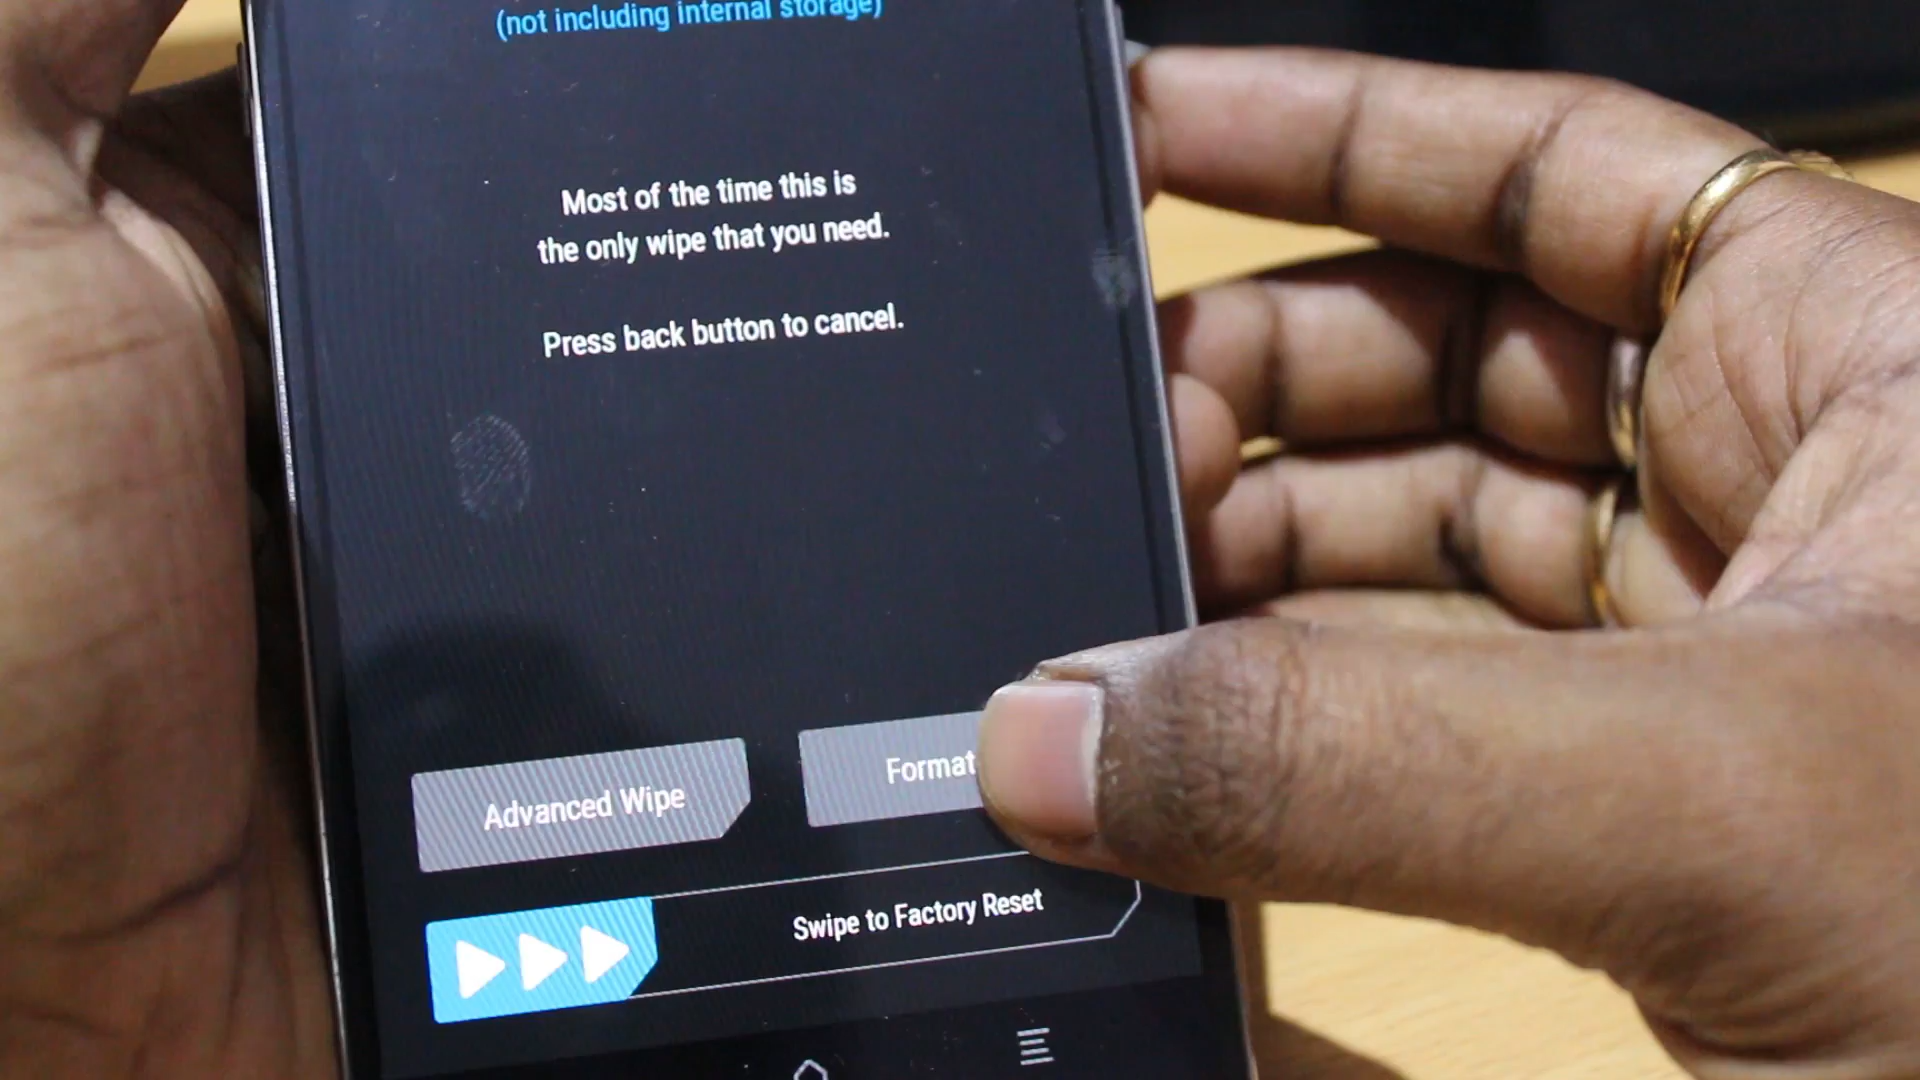 (not including internal storage)
Most of the time this is
the only wipe that you need.
Press back button to cancel.
Advanced Wipe
Format
Swipe to Factory Reset